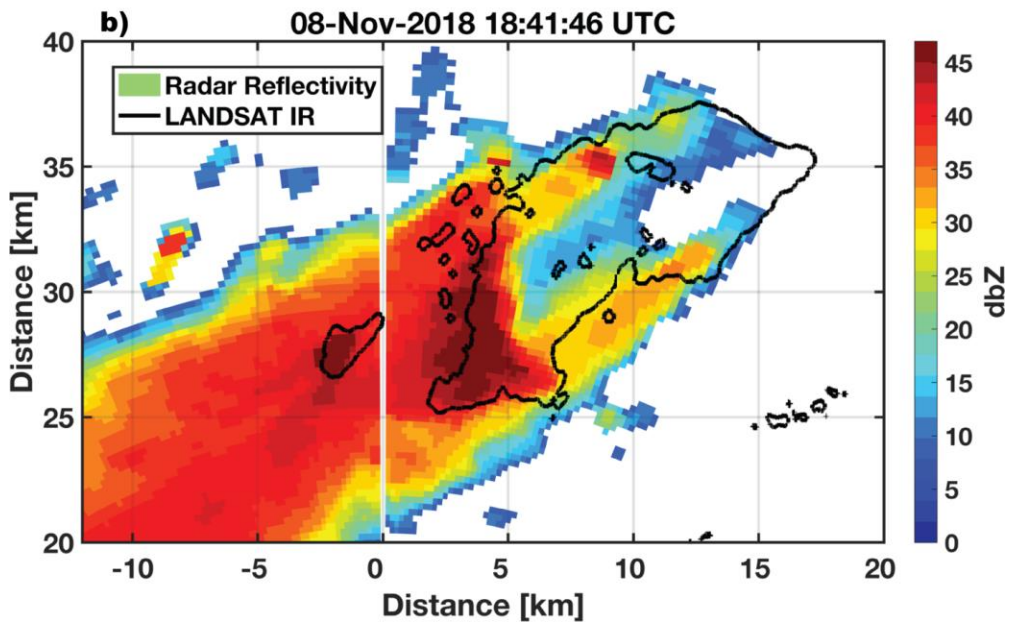 b) 08-Nov-2018 18:41:46 UTC
Radar Reflectivity
LANDSAT IR
40
35
30
25
20
Distance [km]
-10 -5 0 5 10 15 20
Distance [km]
45
40
35
30
25
20
15
10
5
0
dbZ